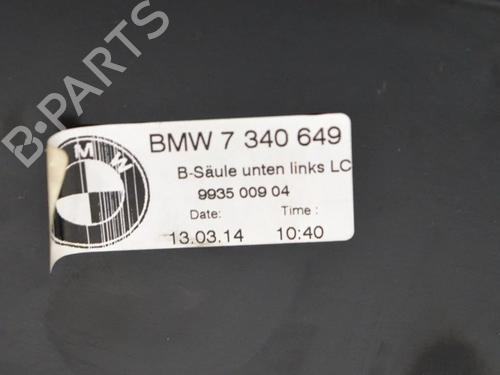 B-PARTS
BMW
BMW 7 340 649
B-Säule unten links LC
9935 009 04
Date: Time :
13.03.14 10:40